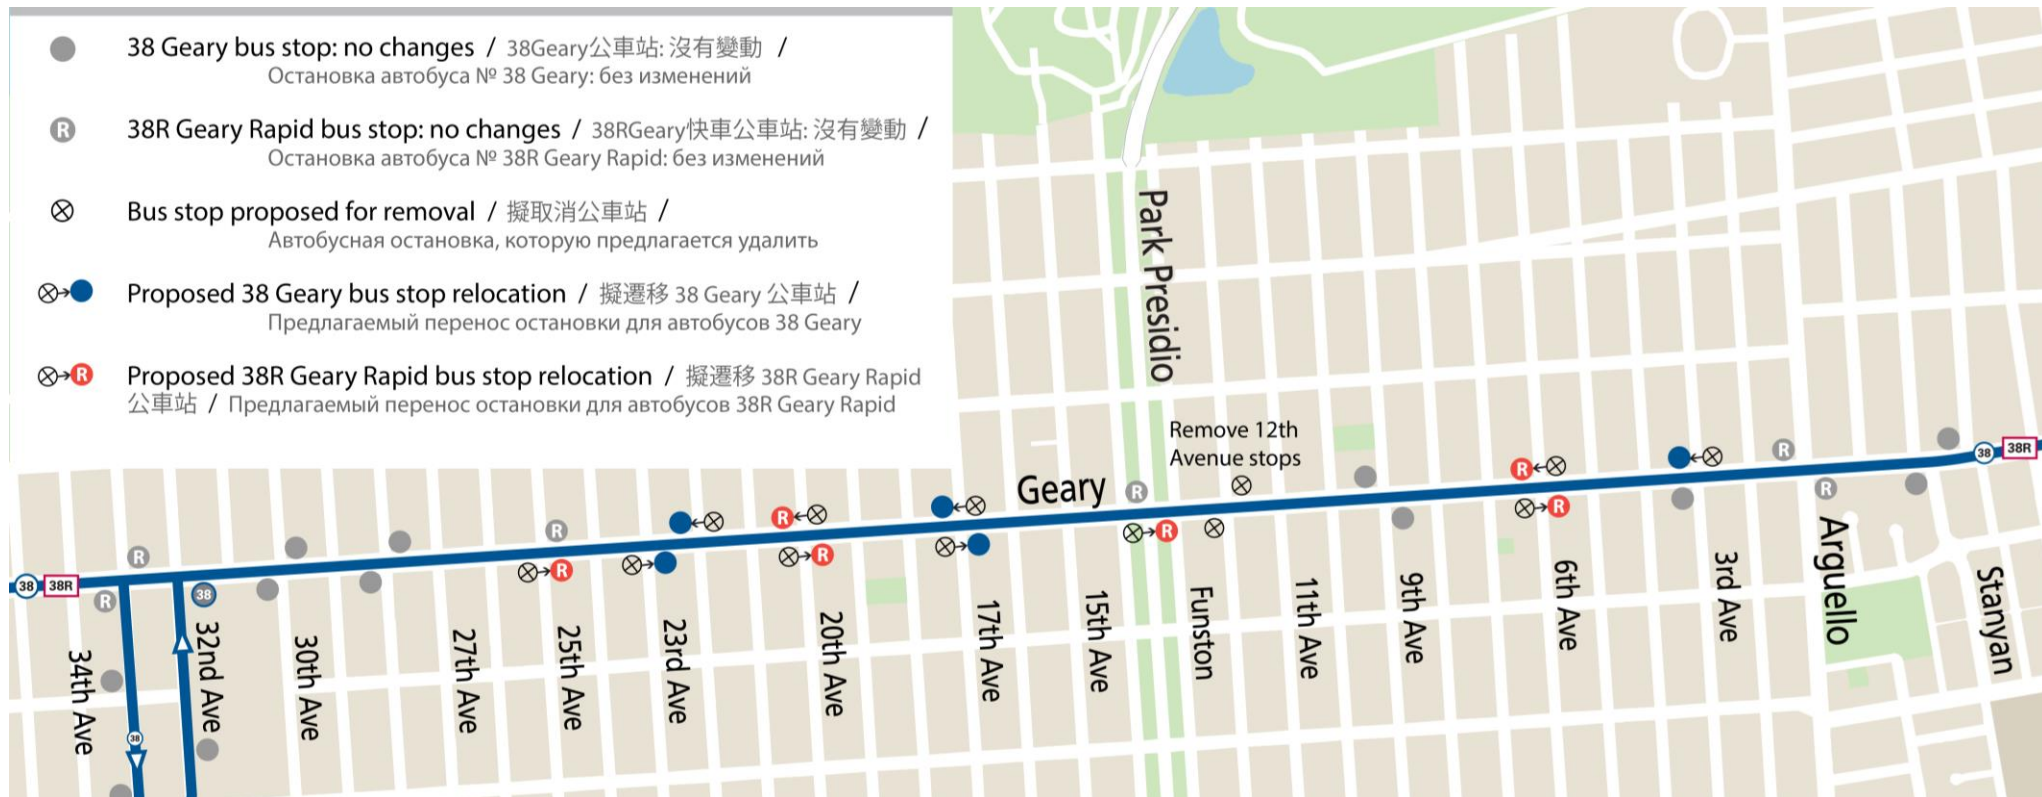 38 Geary bus stop: no changes / 38Geary公車站: 沒有變動 /
Остановка автобуса № 38 Geary: без изменений
R
38R Geary Rapid bus stop: no changes / 38RGeary快車公車站: 沒有變動 /
Остановка автобуса № 38R Geary Rapid: без изменений
Bus stop proposed for removal / 擬取消公車站 /
Автобусная остановка, которую предлагается удалить
Proposed 38 Geary bus stop relocation / 擬遷移 38 Geary 公車站 /
Предлагаемый перенос остановки для автобусов 38 Geary
R
Proposed 38R Geary Rapid bus stop relocation / 擬遷移 38R Geary Rapid
公車站 / Предлагаемый перенос остановки для автобусов 38R Geary Rapid
Park Presidio
Remove 12th
Avenue stops
Geary
R
R
R
R
38
38R
R
R
R
R
R
R
R
R
38
38R
R
38
34th Ave
38
32nd Ave
30th Ave
27th Ave
25th Ave
23rd Ave
20th Ave
17th Ave
15th Ave
Funston
11th Ave
9th Ave
6th Ave
3rd Ave
Arguello
Stanyan